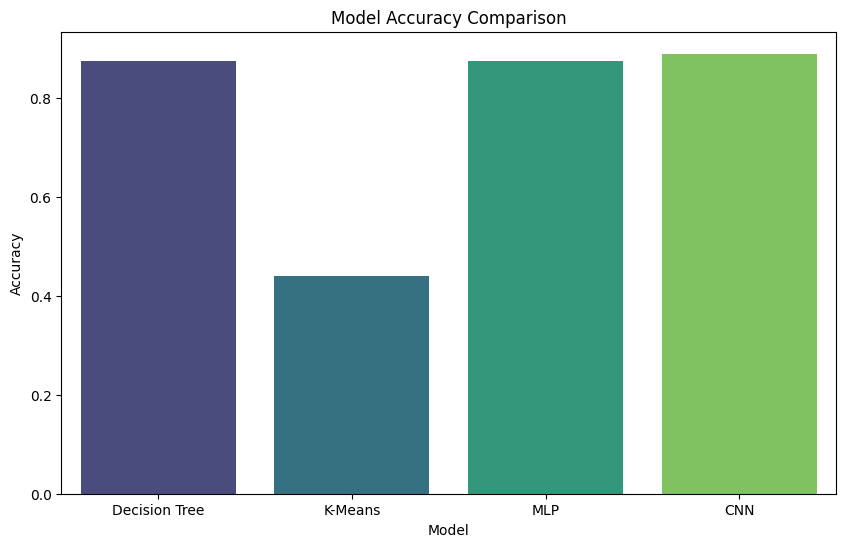 Model Accuracy Comparison
Accuracy
0.8
0.6
0.4
0.2
0.0
Decision Tree
K-Means
MLP
CNN
Model